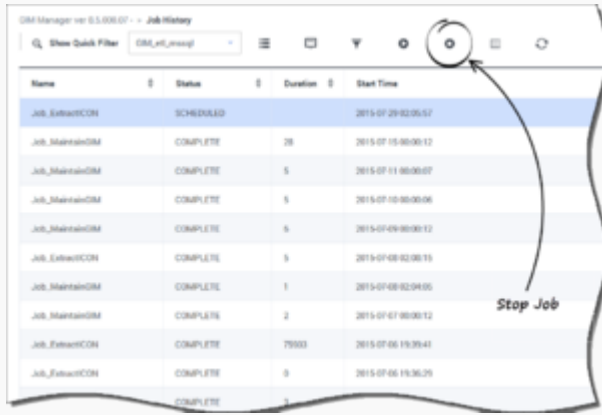 GIM Manager ver 8.5.008.07 - > Job History
Show Quick Filter GIM_etl_mssql
Name Status Duration Start Time
Job_ExtractICON SCHEDULED 2015-07-29 02:05:57
Job_MaintainGIM COMPLETE 28 2015-07-15 00:00:12
Job_MaintainGIM COMPLETE 5 2015-07-11 00:00:07
Job_MaintainGIM COMPLETE 5 2015-07-10 00:00:06
Job_MaintainGIM COMPLETE 6 2015-07-09 00:00:12
Job_ExtractICON COMPLETE 5 2015-07-08 02:00:15
Job_MaintainGIM COMPLETE 1 2015-07-08 02:04:05
Stop Job
Job_MaintainGIM COMPLETE 2 2015-07-07 00:00:12
Job_ExtractICON COMPLETE 2015-07-06 19:39:41
Job_ExtractICON COMPLETE 0 2015-07-06 19:36:29
COMPLETE